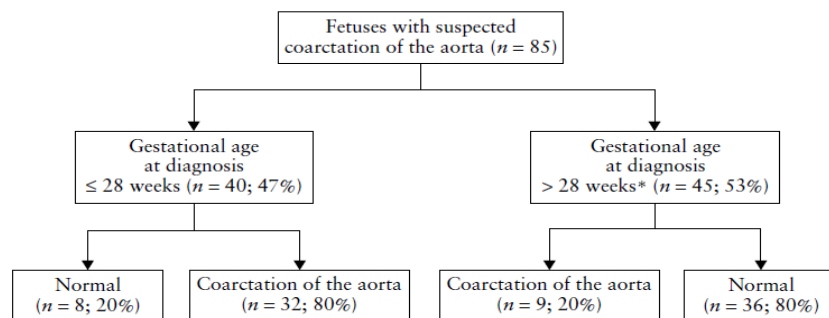 Fetuses with suspected
coarctation of the aorta (n = 85)
Gestational age
at diagnosis
≤ 28 weeks (n = 40; 47%)
Gestational age
at diagnosis
> 28 weeks* (n = 45; 53%)
Normal
(n = 8; 20%)
Coarctation of the aorta
(n = 32; 80%)
Coarctation of the aorta
(n = 9; 20%)
Normal
(n = 36; 80%)